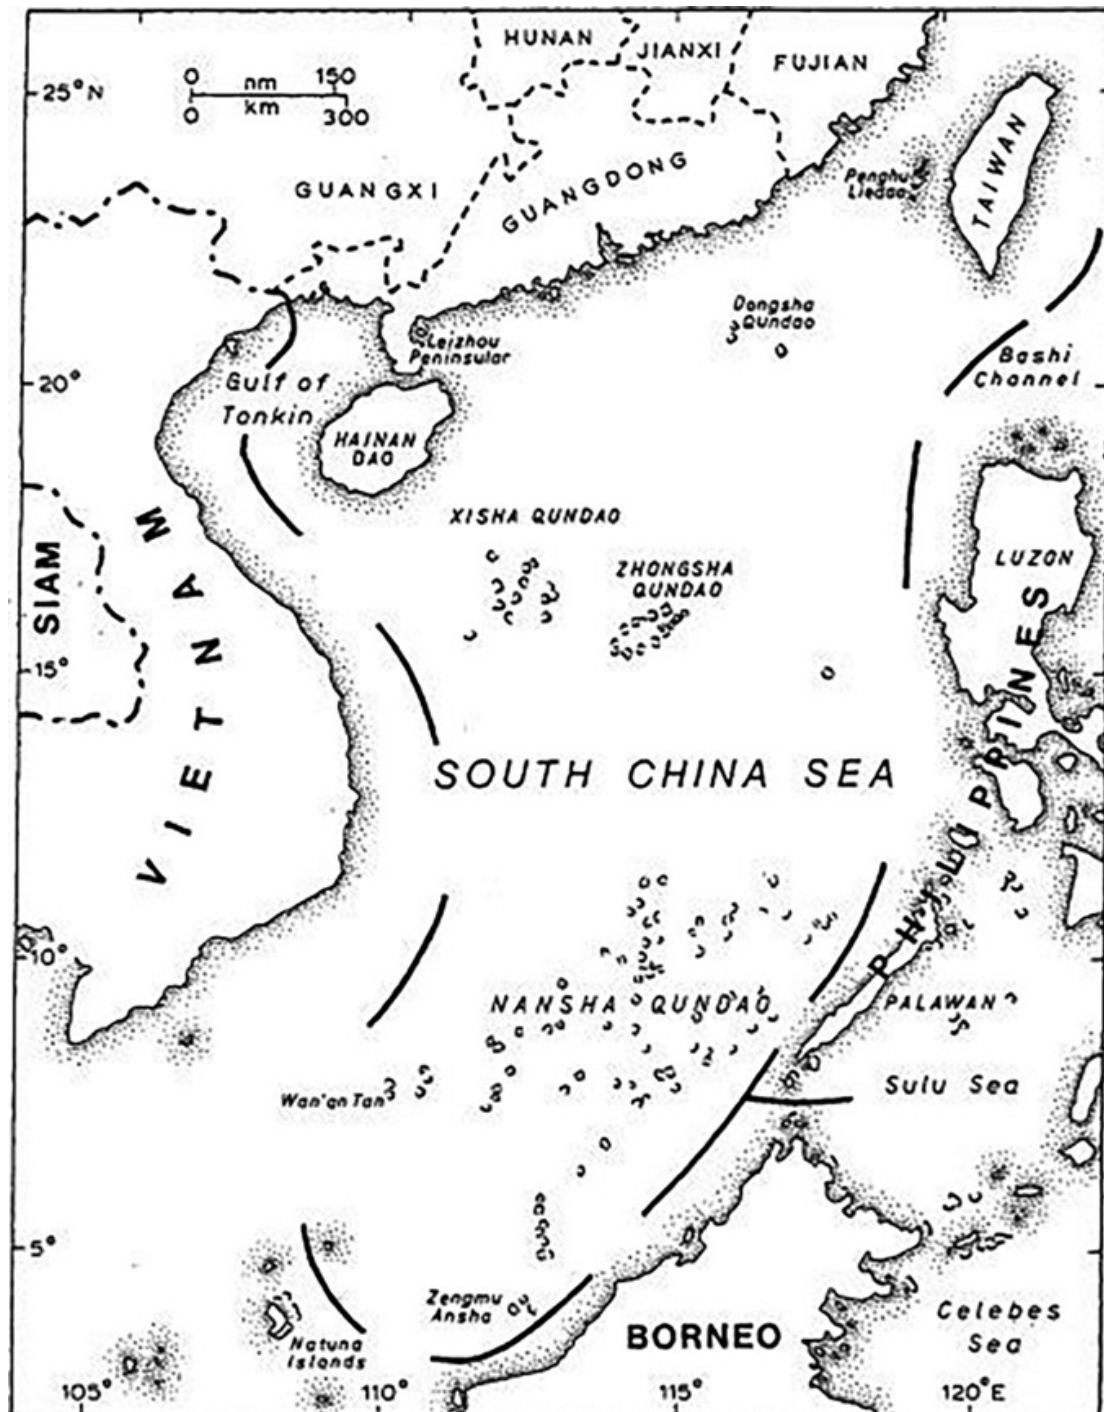 HUNAN
JIANXI
FUJIAN
0 nm 150
0 km 300
25°N
TAIWAN
Penghu
Liedao
GUANGXI
GUANGDONG
Dongsha
Qundao
Leizhou
Peninsular
Bashi
Channel
20°
Gulf of
Tonkin
HAINAN
DAO
XISHA QUNDAO
ZHONGSHA
QUNDAO
LUZON
SIAM
VIETNAM
15°
PHILIPPRINES
SOUTH CHINA SEA
10°
NANSHA QUNDAO
PALAWAN
Wan'an Tan
Sulu Sea
5°
Zengmu
Ansha
Natuna
Islands
BORNEO
Celebes
Sea
105°
110°
115°
120°E